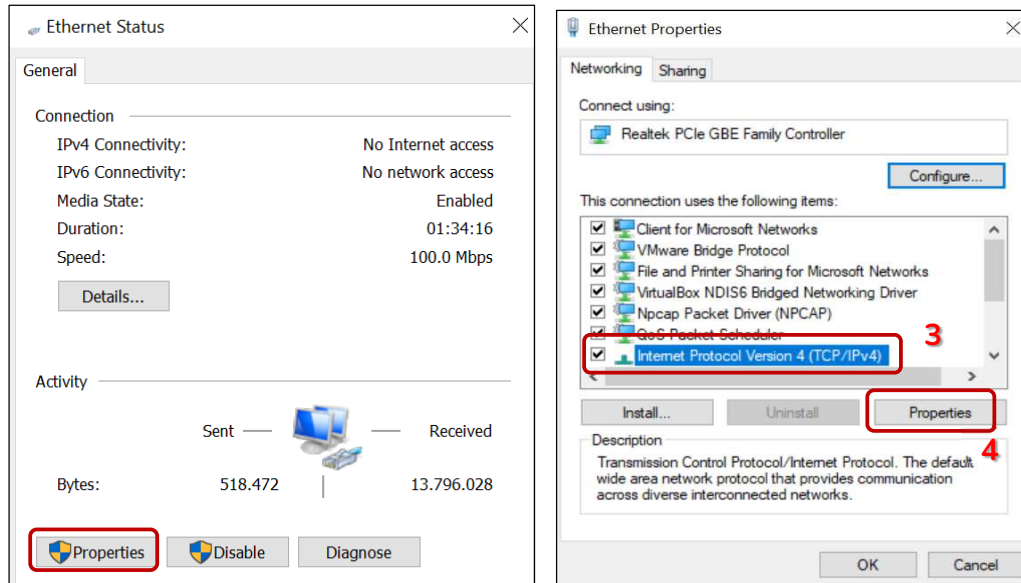 Ethernet Status
General
Connection
IPv4 Connectivity: No Internet access
IPv6 Connectivity: No network access
Media State: Enabled
Duration: 01:34:16
Speed: 100.0 Mbps
Details...
Activity
Sent Received
Bytes: 518.472 13.796.028
Properties Disable Diagnose
Ethernet Properties
Networking Sharing
Connect using:
Realtek PCIe GBE Family Controller
Configure...
This connection uses the following items:
Client for Microsoft Networks
VMware Bridge Protocol
File and Printer Sharing for Microsoft Networks
VirtualBox NDIS6 Bridged Networking Driver
Npcap Packet Driver (NPCAP)
QoS Packet Scheduler
Internet Protocol Version 4 (TCP/IPv4) 3
Install... Uninstall Properties
4
Description
Transmission Control Protocol/Internet Protocol. The default
wide area network protocol that provides communication
across diverse interconnected networks.
OK Cancel